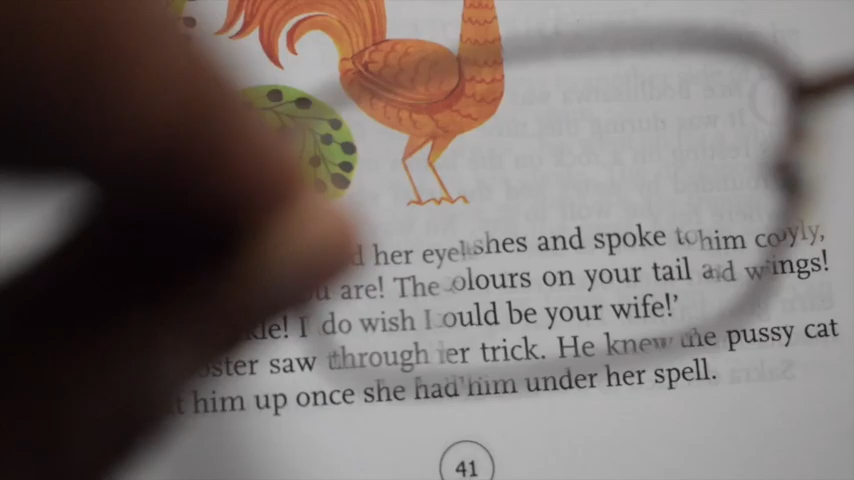 her eyelashes and spoke to him coyly,
are! The colours on your tail and wings!
I do wish I could be your wife!’
saw through her trick. He knew the pussy cat
him up once she had him under her spell.
41